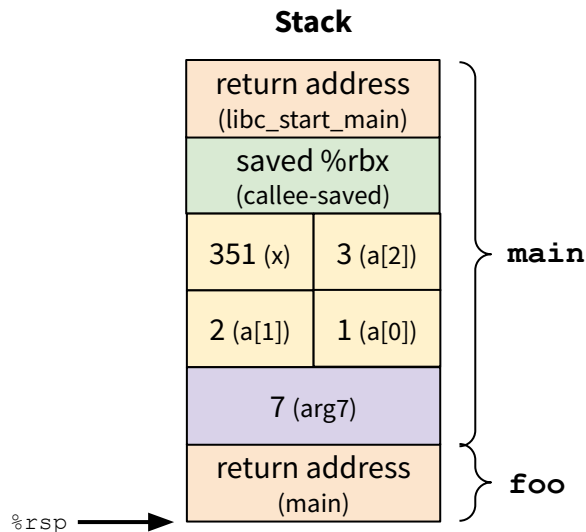 Stack
return address
(libc_start_main)
saved %rbx
(callee-saved)
351 (x)
3 (a[2])
main
2 (a[1])
1 (a[0])
7 (arg7)
return address
(main)
foo
%rsp